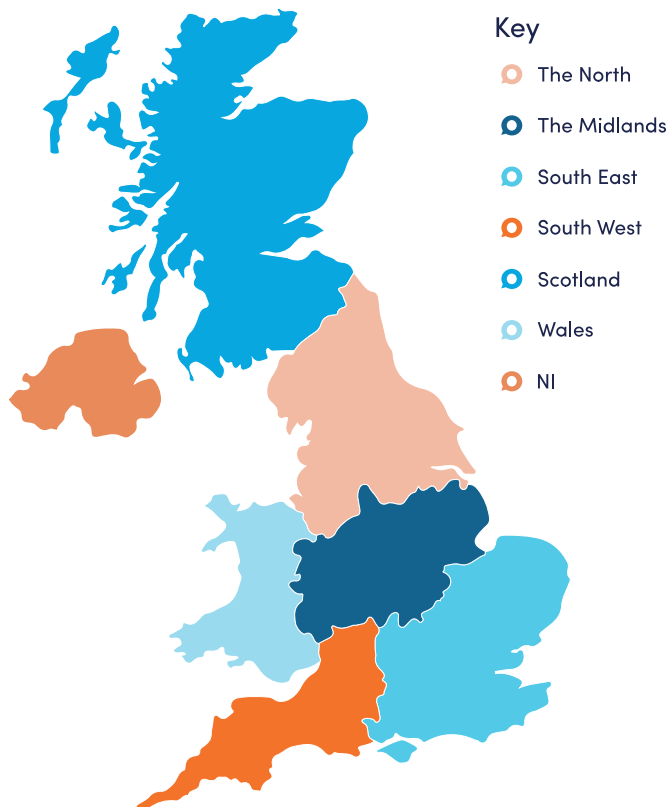 Key
The North
The Midlands
South East
South West
Scotland
Wales
NI